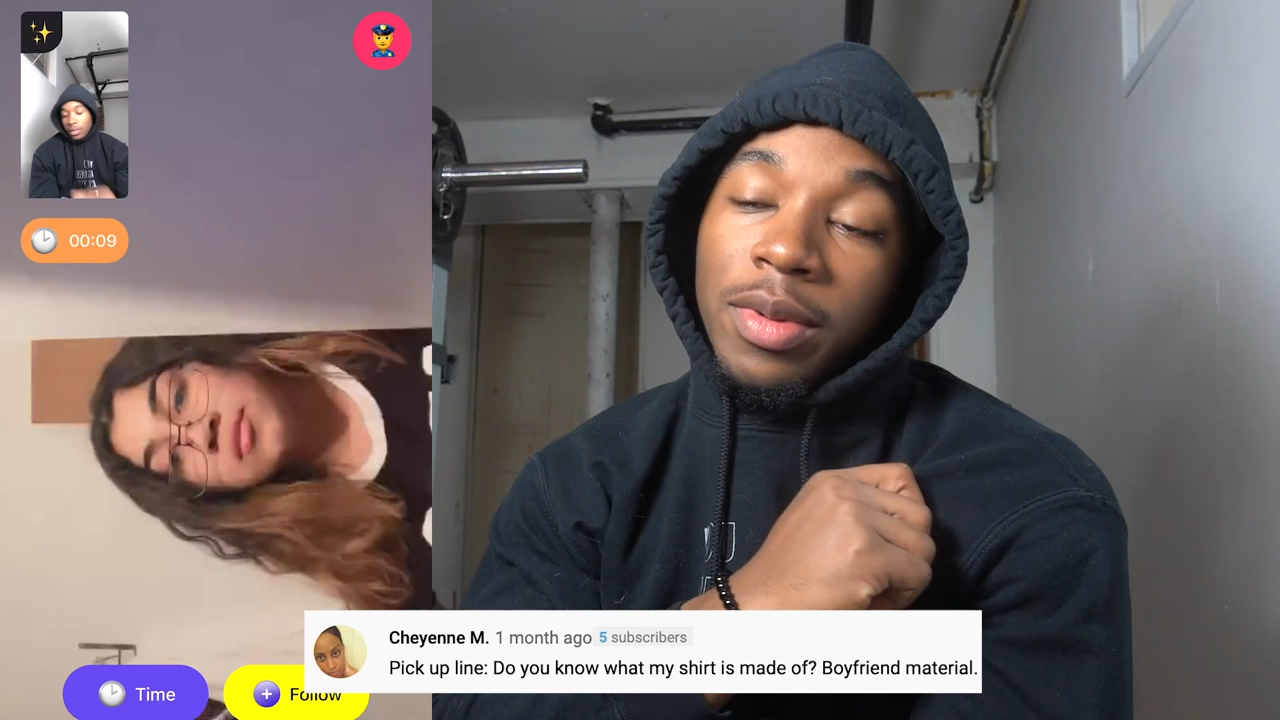 00:09
Time
Follow
Cheyenne M. 1 month ago 5 subscribers
Pick up line: Do you know what my shirt is made of? Boyfriend material.